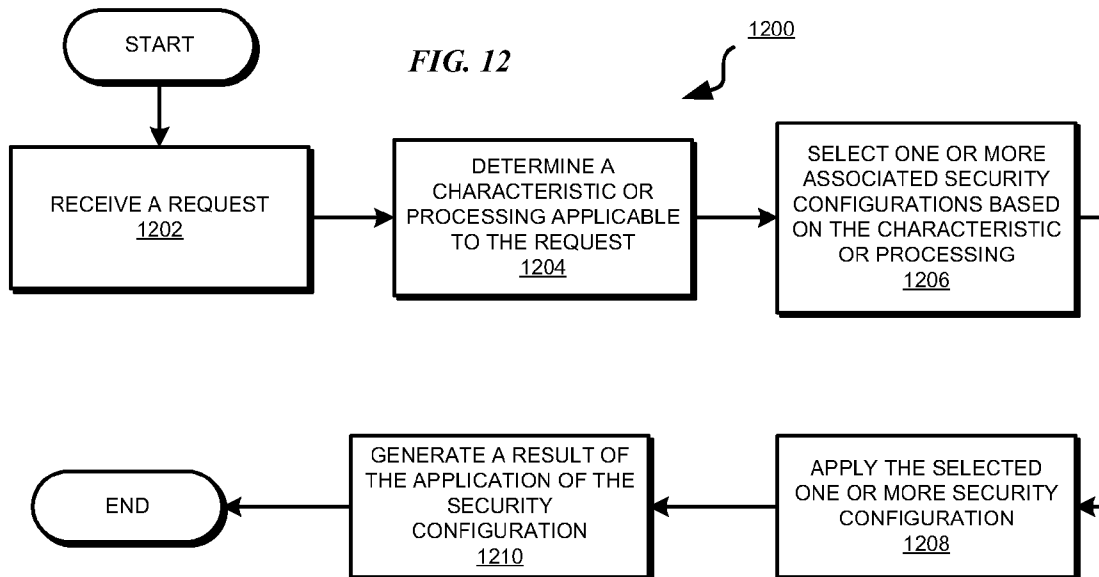 START
FIG. 12
1200
RECEIVE A REQUEST
1202
DETERMINE A
CHARACTERISTIC OR
PROCESSING APPLICABLE
TO THE REQUEST
1204
SELECT ONE OR MORE
ASSOCIATED SECURITY
CONFIGURATIONS BASED
ON THE CHARACTERISTIC
OR PROCESSING
1206
APPLY THE SELECTED
ONE OR MORE SECURITY
CONFIGURATION
1208
GENERATE A RESULT OF
THE APPLICATION OF THE
SECURITY
CONFIGURATION
1210
END